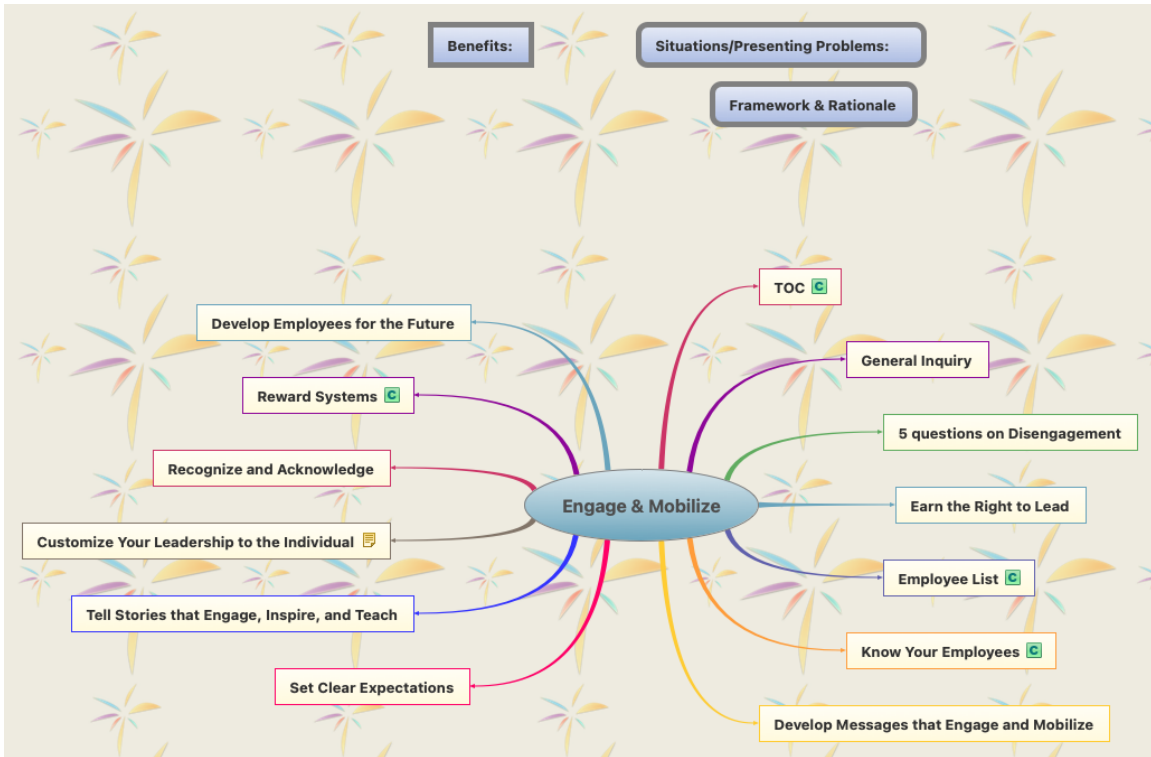 Benefits:
Situations/Presenting Problems:
Framework & Rationale
TOC C
Develop Employees for the Future
General Inquiry
Reward Systems C
5 questions on Disengagement
Recognize and Acknowledge
Engage & Mobilize
Earn the Right to Lead
Customize Your Leadership to the Individual
Employee List C
Tell Stories that Engage, Inspire, and Teach
Know Your Employees C
Set Clear Expectations
Develop Messages that Engage and Mobilize